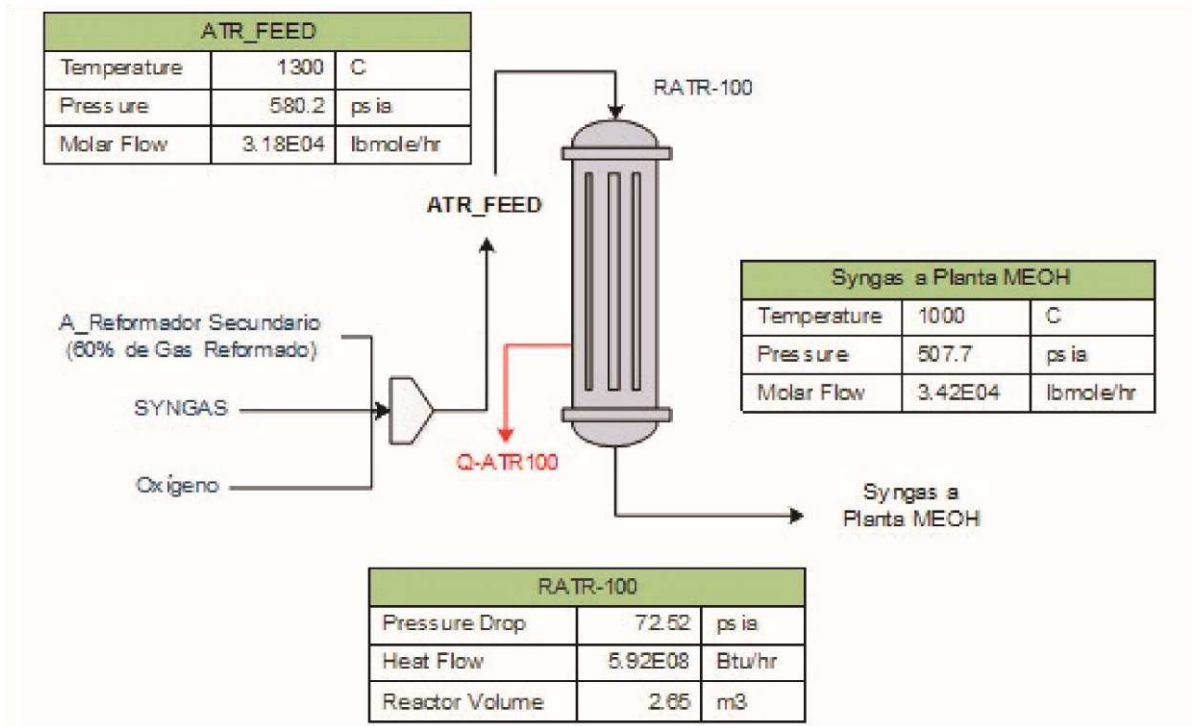 ATR_FEED
Temperature 1300 C
Pressure 580.2 psia
Molar Flow 3.18E04 lbmole/hr
RATR-100
ATR_FEED
Syngas a Planta MEOH
Temperature 1000 C
Pressure 507.7 psia
Molar Flow 3.42E04 lbmole/hr
A_Reformador Secundario
(60% de Gas Reformado)
SYNGAS
Oxígeno
Q-ATR100
Syngas a
Planta MEOH
RATR-100
Pressure Drop 72.52 psia
Heat Flow 5.92E08 Btu/hr
Reactor Volume 2.65 m3